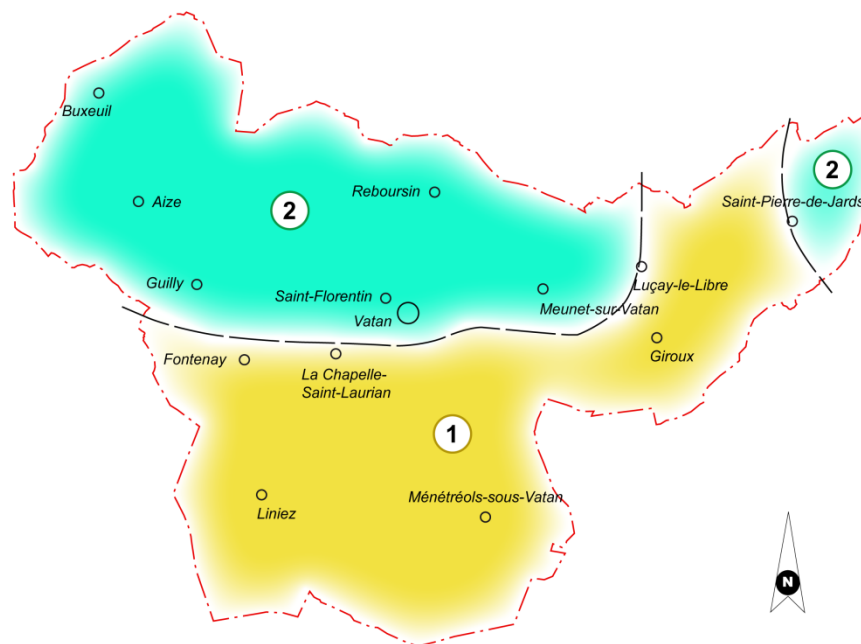 Buxeuil
2
Saint-Pierre-de-Jards
Reboursin
Aize
2
Guilly
Saint-Florentin
Luçay-le-Libre
Meunet-sur-Vatan
Vatan
Fontenay
La Chapelle-
Saint-Laurian
Giroux
1
Ménétréols-sous-Vatan
Liniez
N